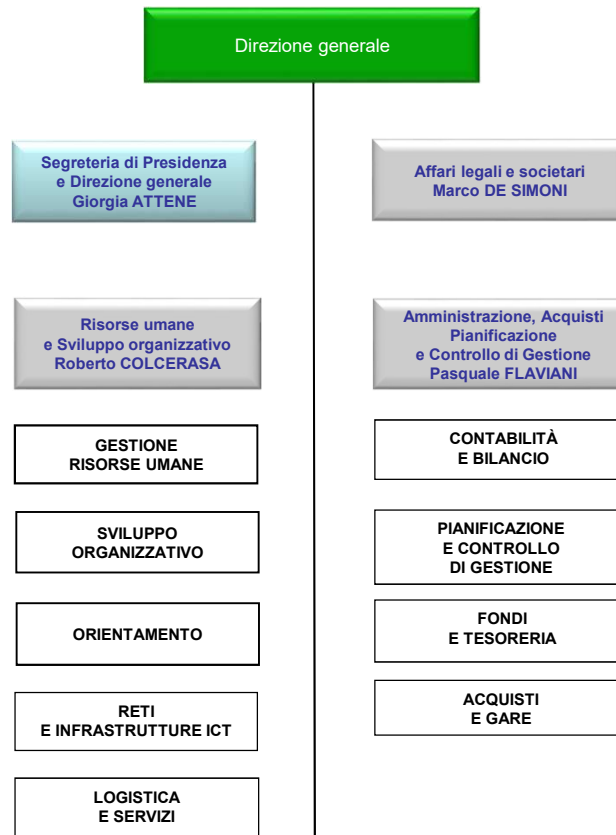 Direzione generale
Segreteria di Presidenza
e Direzione generale
Giorgia ATTENE
Affari legali e societari
Marco DE SIMONI
Risorse umane
e Sviluppo organizzativo
Roberto COLCERASA
Amministrazione, Acquisti
Pianificazione
e Controllo di Gestione
Pasquale FLAVIANI
GESTIONE
RISORSE UMANE
SVILUPPO
ORGANIZZATIVO
ORIENTAMENTO
RETI
E INFRASTRUTTURE ICT
LOGISTICA
E SERVIZI
CONTABILITÀ
E BILANCIO
PIANIFICAZIONE
E CONTROLLO
DI GESTIONE
FONDI
E TESORERIA
ACQUISTI
E GARE